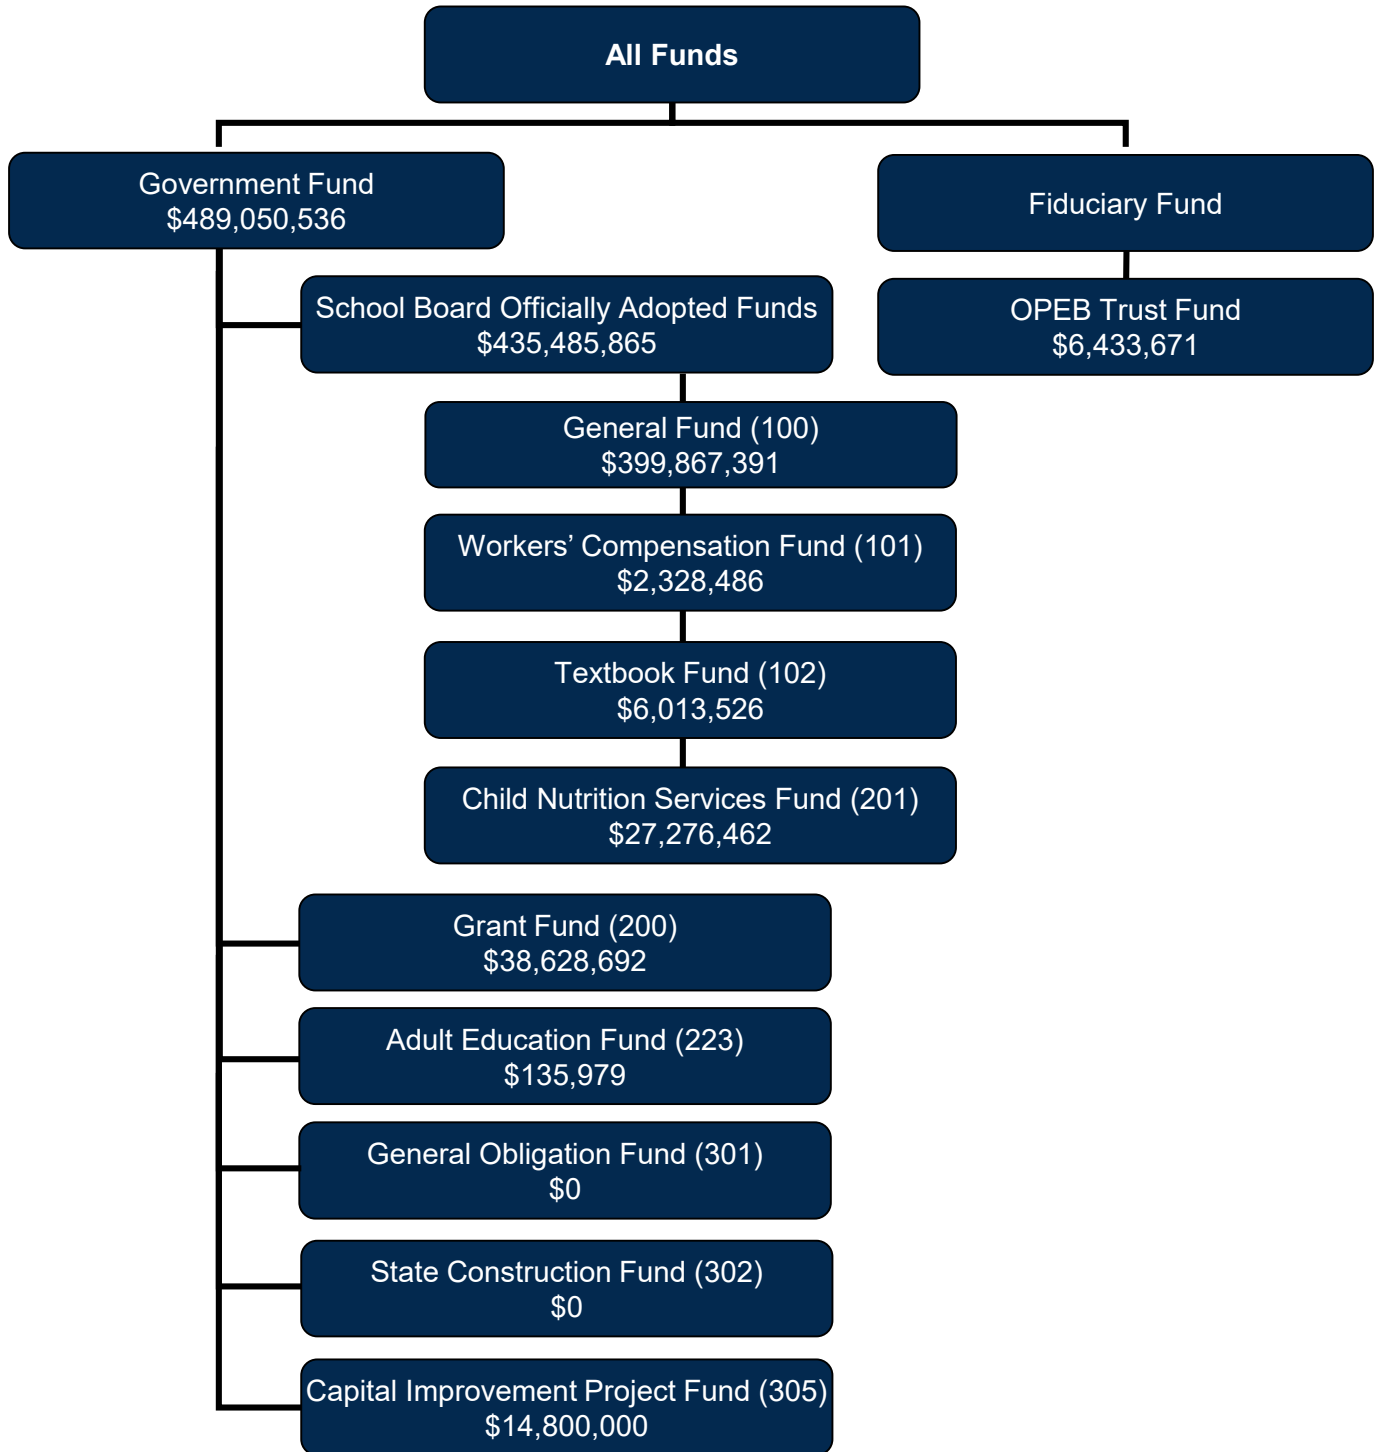 All Funds
Government Fund
$489,050,536
Fiduciary Fund
School Board Officially Adopted Funds
$435,485,865
OPEB Trust Fund
$6,433,671
General Fund (100)
$399,867,391
Workers’ Compensation Fund (101)
$2,328,486
Textbook Fund (102)
$6,013,526
Child Nutrition Services Fund (201)
$27,276,462
Grant Fund (200)
$38,628,692
Adult Education Fund (223)
$135,979
General Obligation Fund (301)
$0
State Construction Fund (302)
$0
Capital Improvement Project Fund (305)
$14,800,000